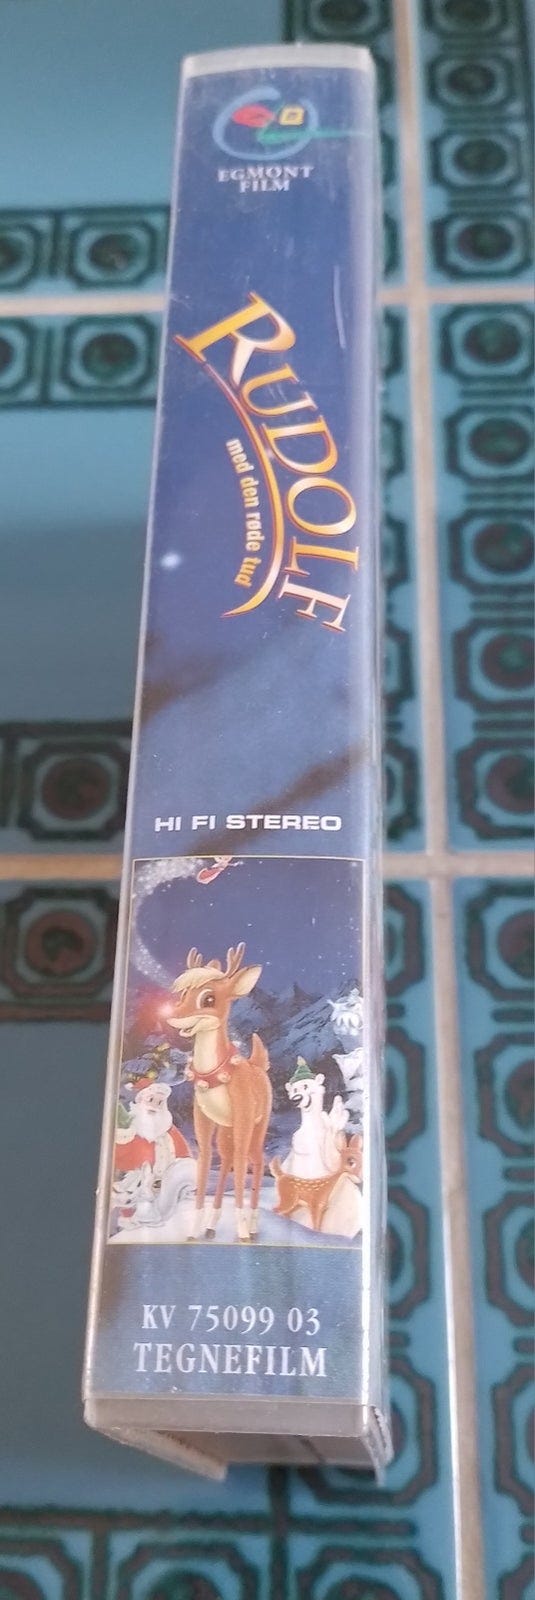 EGMONT
FILM
RUDOLF
med den røde tud
HI FI STEREO
KV 75099 03
TEGNEFILM